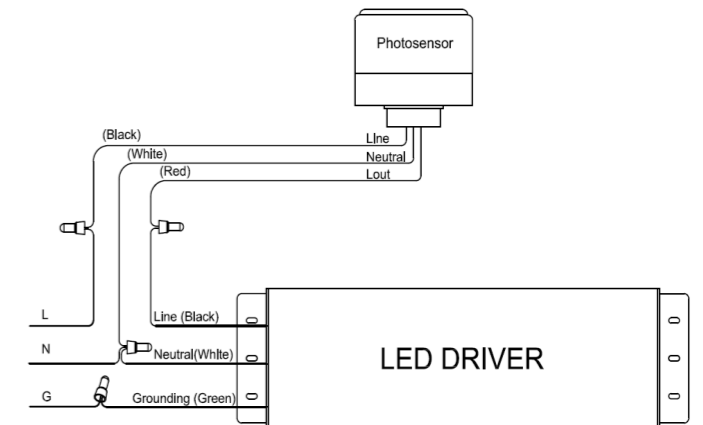 Photosensor
(Black)
Line
(White)
Neutral
(Red)
Lout
L
Line (Black)
N
Neutral(White)
LED DRIVER
G
Grounding (Green)